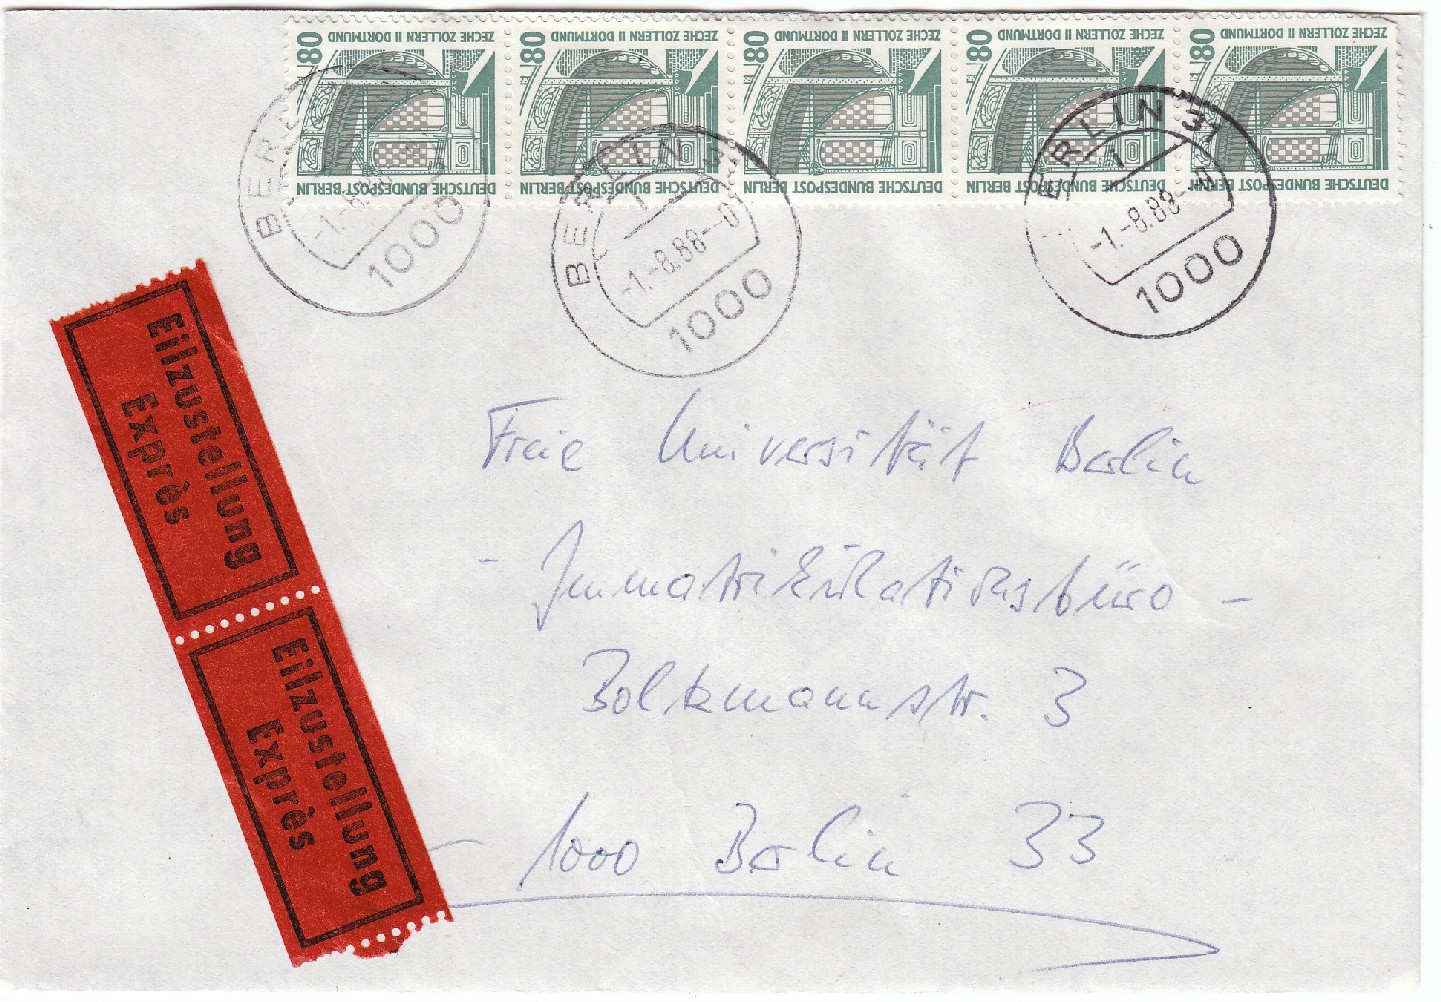 ZECHE ZOLLERN II DORTMUND 80
ZECHE ZOLLERN II DORTMUND 80
ZECHE ZOLLERN II DORTMUND 80
ZECHE ZOLLERN II DORTMUND 80
ZECHE ZOLLERN II DORTMUND 80
DEUTSCHE BUNDESPOST BERLIN
DEUTSCHE BUNDESPOST BERLIN
DEUTSCHE BUNDESPOST BERLIN
DEUTSCHE BUNDESPOST BERLIN
DEUTSCHE BUNDESPOST BERLIN
1000
BERLIN
-1.-8.88--0
1000
BERLIN 31
1
-1.-8.88-
1000
Eilzustellung
Exprès
Eilzustellung
Exprès
Freie Universität Berlin
- Immatrikulationsbüro -
Boltzmannstr. 3
- 1000 Berlin 33